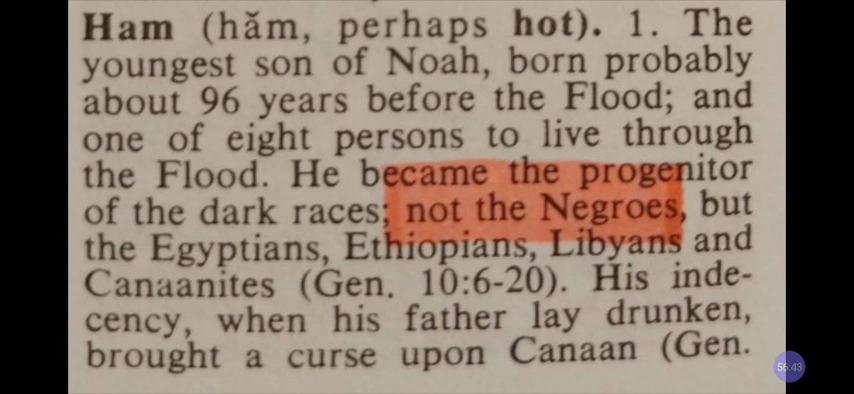 Ham (hăm, perhaps hot). 1. The
youngest son of Noah, born probably
about 96 years before the Flood; and
one of eight persons to live through
the Flood. He became the progenitor
of the dark races; not the Negroes, but
the Egyptians, Ethiopians, Libyans and
Canaanites (Gen. 10:6-20). His inde-
cency, when his father lay drunken,
brought a curse upon Canaan (Gen.
56:43